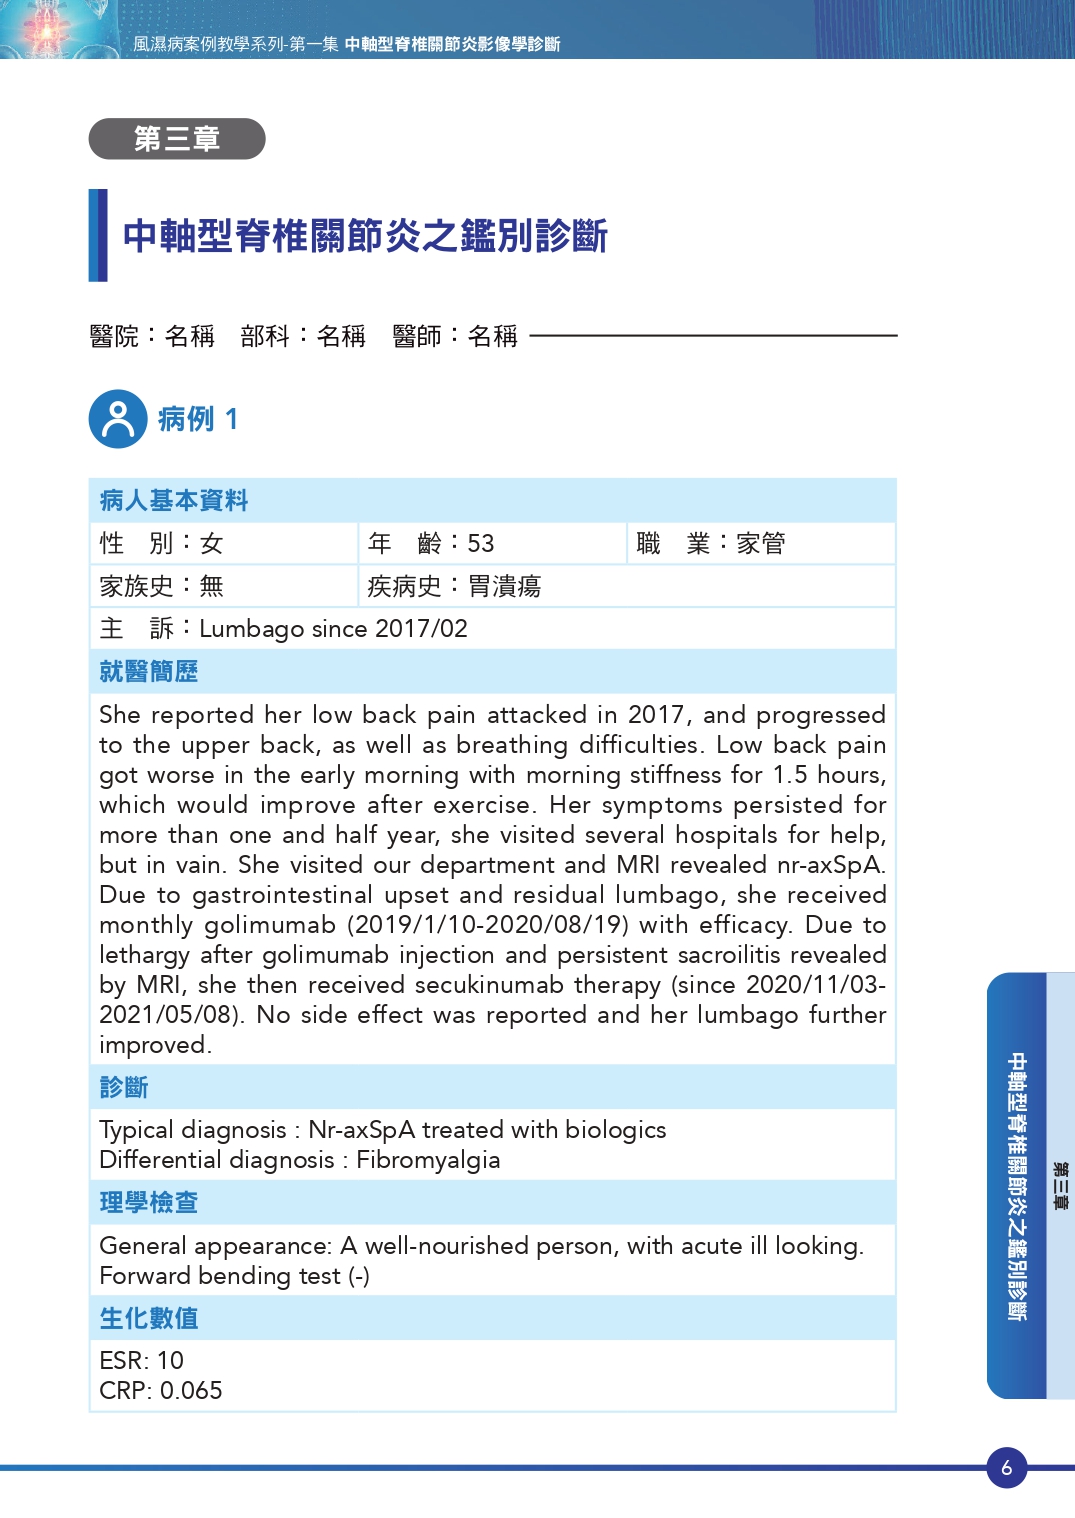 風濕病案例教學系列-第一集 中軸型脊椎關節炎影像學診斷
第三章
中軸型脊椎關節炎之鑑別診斷
醫院：名稱　部科：名稱　醫師：名稱
病例 1
病人基本資料
性　別：女　年　齡：53　職　業：家管
家族史：無　疾病史：胃潰瘍
主　訴：Lumbago since 2017/02
就醫簡歷
She reported her low back pain attacked in 2017, and progressed
to the upper back, as well as breathing difficulties. Low back pain
got worse in the early morning with morning stiffness for 1.5 hours,
which would improve after exercise. Her symptoms persisted for
more than one and half year, she visited several hospitals for help,
but in vain. She visited our department and MRI revealed nr-axSpA.
Due to gastrointestinal upset and residual lumbago, she received
monthly golimumab (2019/1/10-2020/08/19) with efficacy. Due to
lethargy after golimumab injection and persistent sacroilitis revealed
by MRI, she then received secukinumab therapy (since 2020/11/03-
2021/05/08). No side effect was reported and her lumbago further
improved.
診斷
Typical diagnosis : Nr-axSpA treated with biologics
Differential diagnosis : Fibromyalgia
理學檢查
General appearance: A well-nourished person, with acute ill looking.
Forward bending test (-)
生化數值
ESR: 10
CRP: 0.065
第三章
中軸型脊椎關節炎之鑑別診斷
6